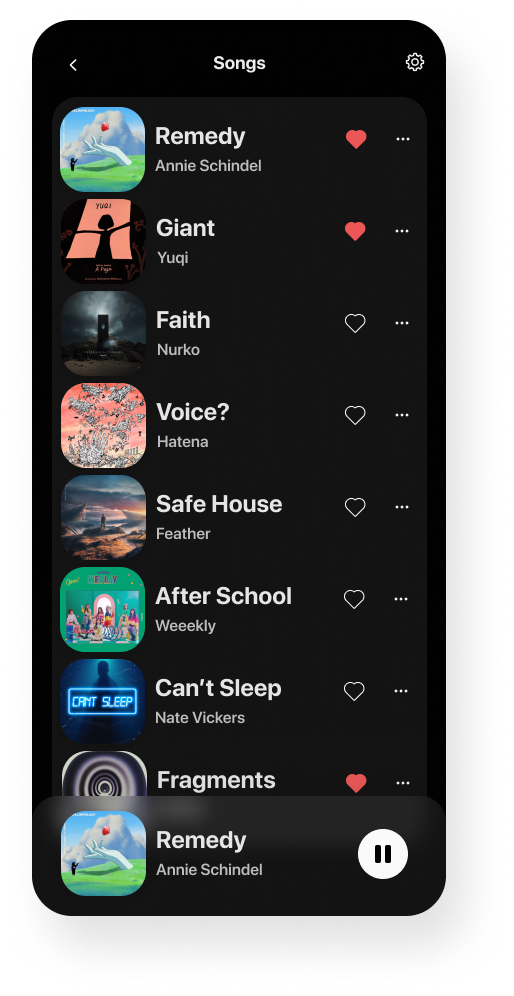 Songs
Remedy
Annie Schindel
YUQI
A Page
Giant
Yuqi
Faith
Nurko
Voice?
Hatena
Safe House
Feather
After School
Weeekly
CAN'T SLEEP
Can't Sleep
Nate Vickers
Fragments
Remedy
Annie Schindel